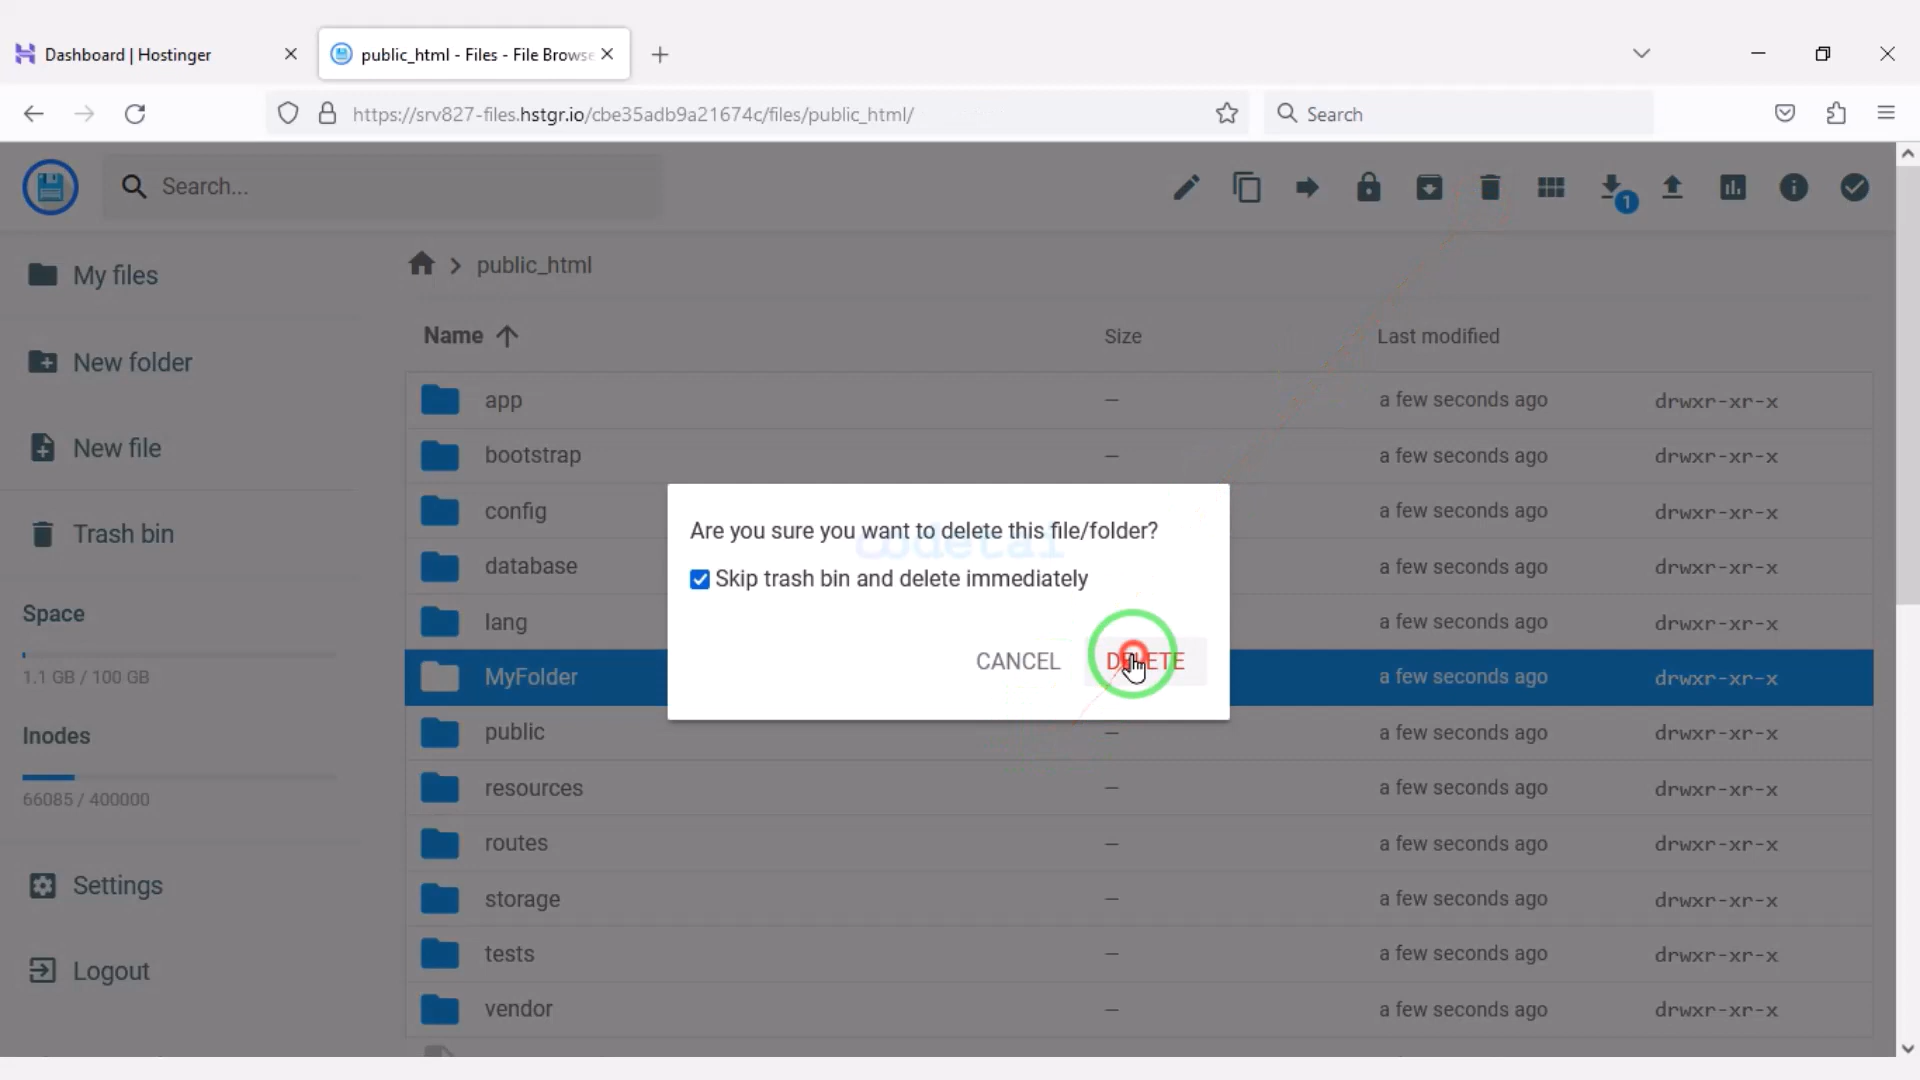 Dashboard | Hostinger
public_html - Files - File Browse
https://srv827-files.hstgr.io/cbe35adb9a21674c/files/public_html/
Search
Search...
1
My files
New folder
New file
Trash bin
Space
1.1 GB / 100 GB
Inodes
66085 / 400000
Settings
Logout
public_html
Name Size Last modified
app — a few seconds ago drwxr-xr-x
bootstrap — a few seconds ago drwxr-xr-x
config a few seconds ago drwxr-xr-x
database a few seconds ago drwxr-xr-x
lang a few seconds ago drwxr-xr-x
MyFolder a few seconds ago drwxr-xr-x
public — a few seconds ago drwxr-xr-x
resources — a few seconds ago drwxr-xr-x
routes — a few seconds ago drwxr-xr-x
storage — a few seconds ago drwxr-xr-x
tests — a few seconds ago drwxr-xr-x
vendor — a few seconds ago drwxr-xr-x
Are you sure you want to delete this file/folder?
Skip trash bin and delete immediately
CANCEL DELETE